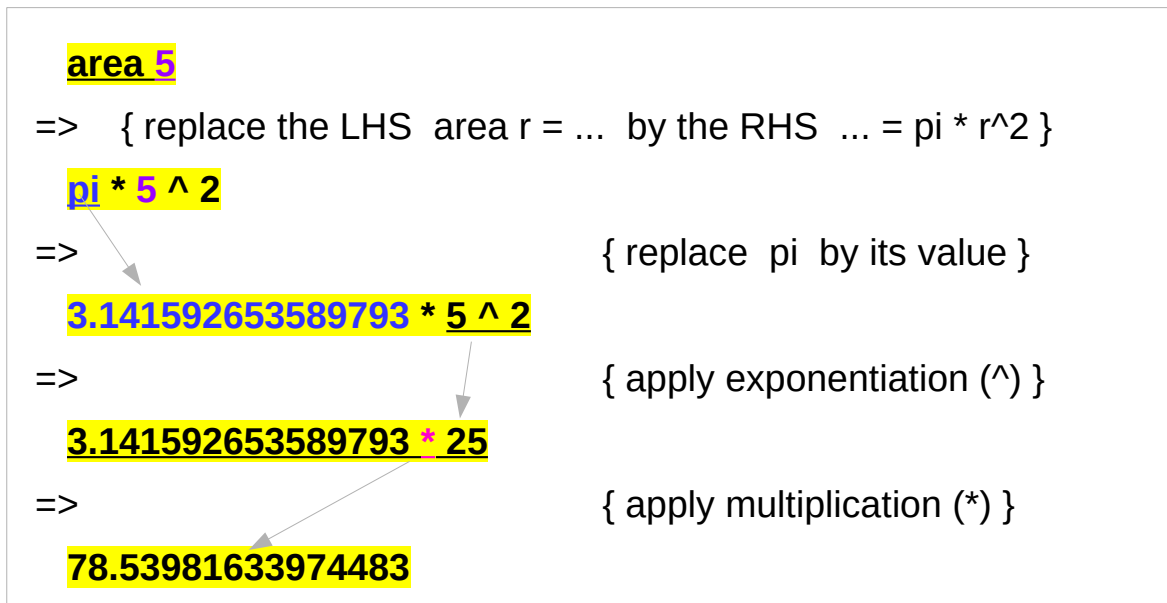 area 5
=> { replace the LHS area r = ... by the RHS ... = pi * r^2 }
pi * 5 ^ 2
=> { replace pi by its value }
3.141592653589793 * 5 ^ 2
=> { apply exponentiation (^) }
3.141592653589793 * 25
=> { apply multiplication (*) }
78.53981633974483